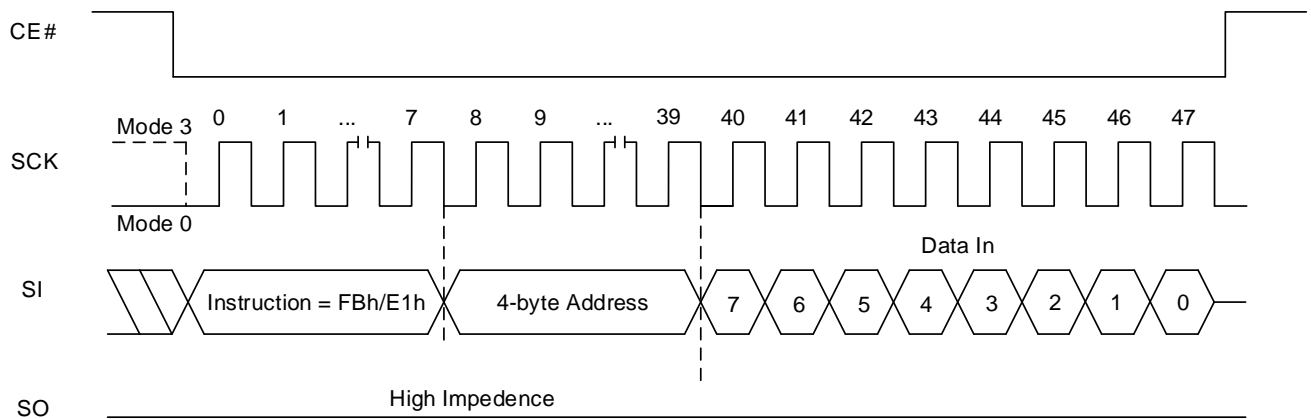 CE#
0 1 ... 7 8 9 ... 39 40 41 42 43 44 45 46 47
Mode 3
SCK
Mode 0
Data In
SI
Instruction = FBh/E1h 4-byte Address 7 6 5 4 3 2 1 0
High Impedence
SO